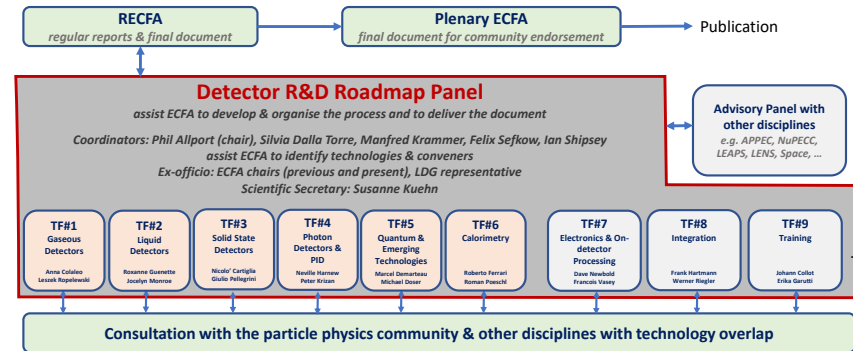 RECFA
regular reports & final document
Plenary ECFA
final document for community endorsement
Publication
Detector R&D Roadmap Panel
assist ECFA to develop & organise the process and to deliver the document
Coordinators: Phil Allport (chair), Silvia Dalla Torre, Manfred Krammer, Felix Sefkow, Ian Shipsey
assist ECFA to identify technologies & conveners
Ex-officio: ECFA chairs (previous and present), LDG representative
Scientific Secretary: Susanne Kuehn
Advisory Panel with
other disciplines
e.g. APPEC, NuPECC,
LEAPS, LENS, Space, ...
TF#1
Gaseous
Detectors
Anna Colaleo
Leszek Ropelewski
TF#2
Liquid
Detectors
Roxanne Guenette
Jocelyn Monroe
TF#3
Solid State
Detectors
Nicolo' Cartiglia
Giulio Pellegrini
TF#4
Photon
Detectors &
PID
Neville Harnew
Peter Krizan
TF#5
Quantum &
Emerging
Technologies
Marcel Demarteau
Michael Doser
TF#6
Calorimetry
Roberto Ferrari
Roman Poeschl
TF#7
Electronics & On-
detector
Processing
Dave Newbold
Francois Vasey
TF#8
Integration
Frank Hartmann
Werner Riegler
TF#9
Training
Johann Collot
Erika Garutti
Consultation with the particle physics community & other disciplines with technology overlap